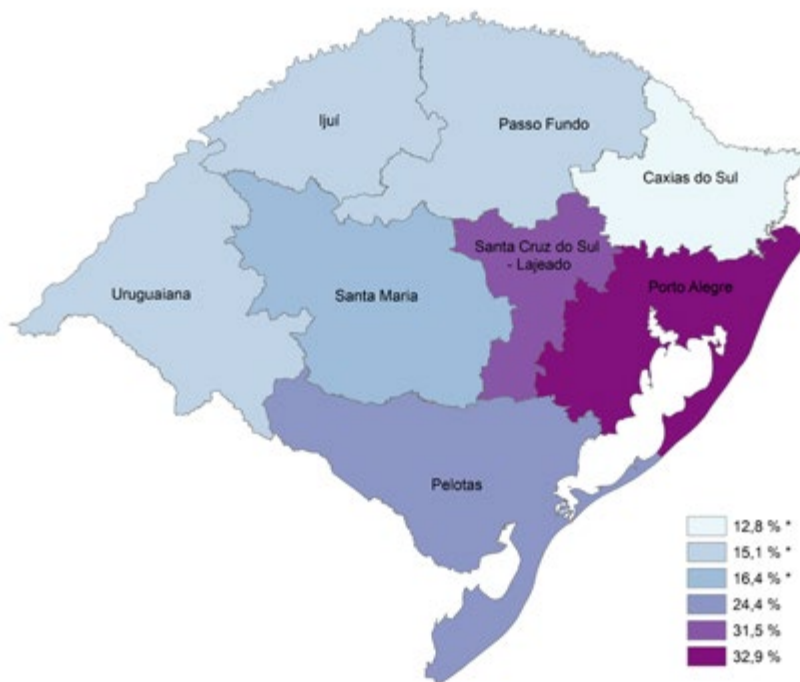 Ijuí
Passo Fundo
Caxias do Sul
Santa Cruz do Sul
- Lajeado
Uruguaiana
Santa Maria
Porto Alegre
Pelotas
12,8 % *
15,1 % *
16,4 % *
24,4 %
31,5 %
32,9 %